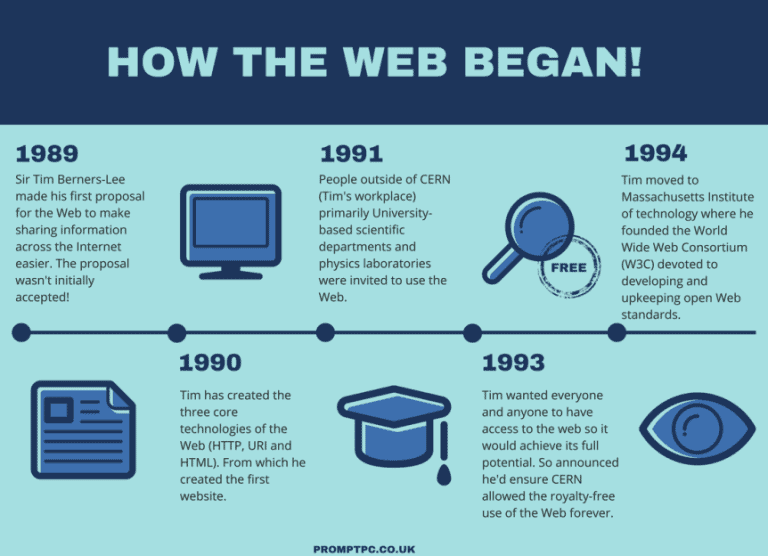 HOW THE WEB BEGAN!
1989
Sir Tim Berners-Lee
made his first proposal
for the Web to make
sharing information
across the Internet
easier. The proposal
wasn't initially
accepted!
1990
Tim has created the
three core
technologies of the
Web (HTTP, URI and
HTML). From which he
created the first
website.
1991
People outside of CERN
(Tim's workplace)
primarily University-
based scientific
departments and
physics laboratories
were invited to use the
Web.
FREE
1993
Tim wanted everyone
and anyone to have
access to the web so it
would achieve its full
potential. So announced
he'd ensure CERN
allowed the royalty-free
use of the Web forever.
1994
Tim moved to
Massachusetts Institute
of technology where he
founded the World
Wide Web Consortium
(W3C) devoted to
developing and
upkeeping open Web
standards.
PROMPTPC.CO.UK